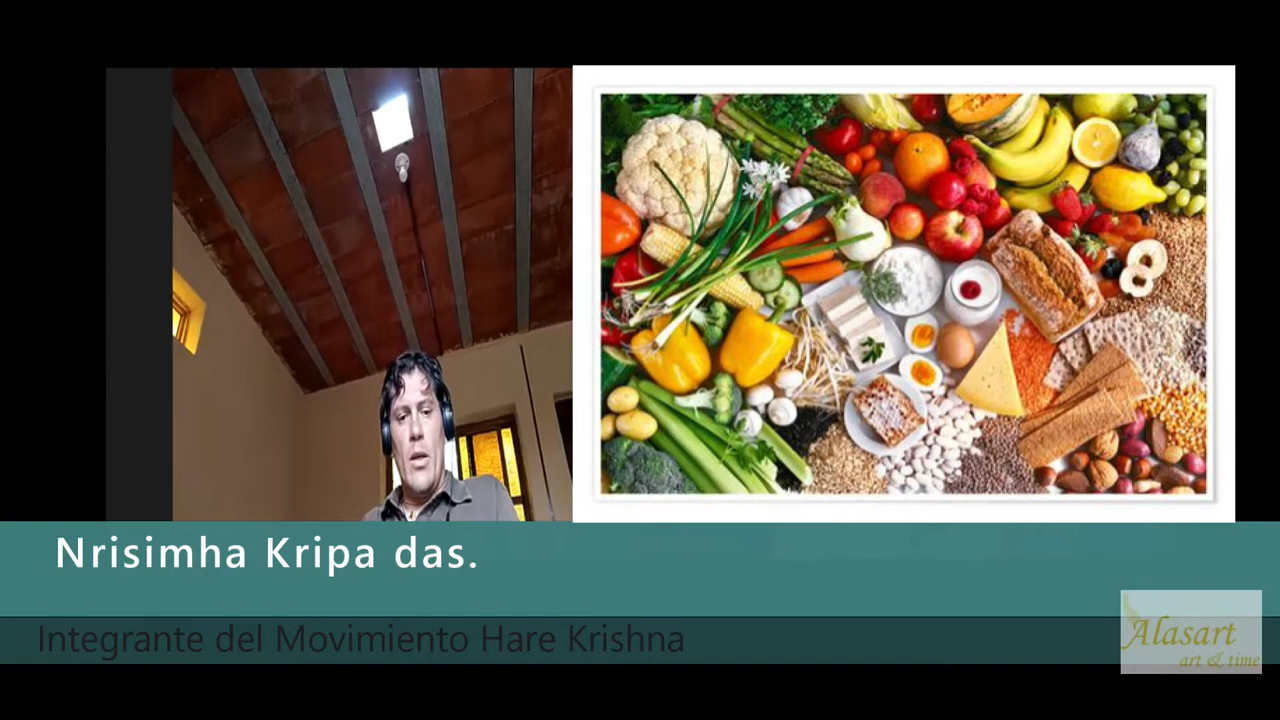 Nrisimha Kripa das.
Integrante del Movimiento Hare Krishna
Alasart
art & time